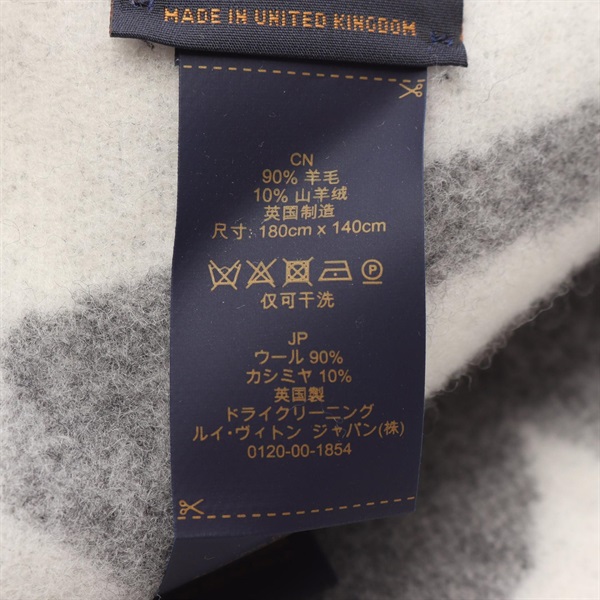 MADE IN UNITED KINGDOM
CN
90% 羊毛
10% 山羊绒
英国制造
尺寸: 180cm x 140cm
P
仅可干洗
JP
ウール 90%
カシミヤ 10%
英国製
ドライクリーニング
ルイ・ヴィトン ジャパン(株)
0120-00-1854